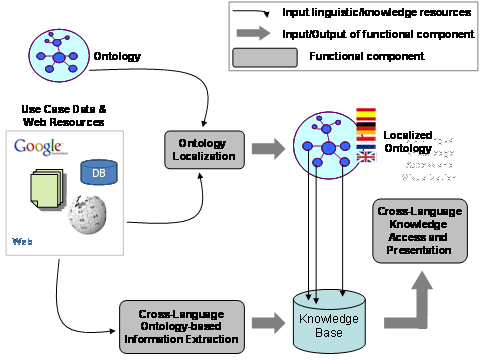 Input linguistic/knowledge resources
Input/Output of functional component
Functional component
Ontology
Use Case Data &
Web Resources
Google
DB
Web
Ontology
Localization
Localized
Ontology
Cross-Language
Knowledge
Access and
Presentation
Cross-Language
Ontology-based
Information Extraction
Knowledge
Base